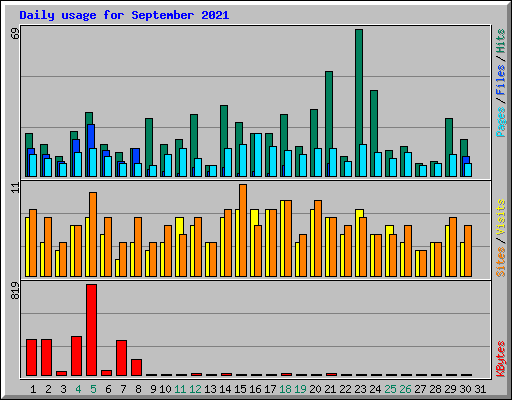 Daily usage for September 2021
69
Pages / Files / Hits
11
Sites / Visits
819
KBytes
1 2 3 4 5 6 7 8 9 10 11 12 13 14 15 16 17 18 19 20 21 22 23 24 25 26 27 28 29 30 31